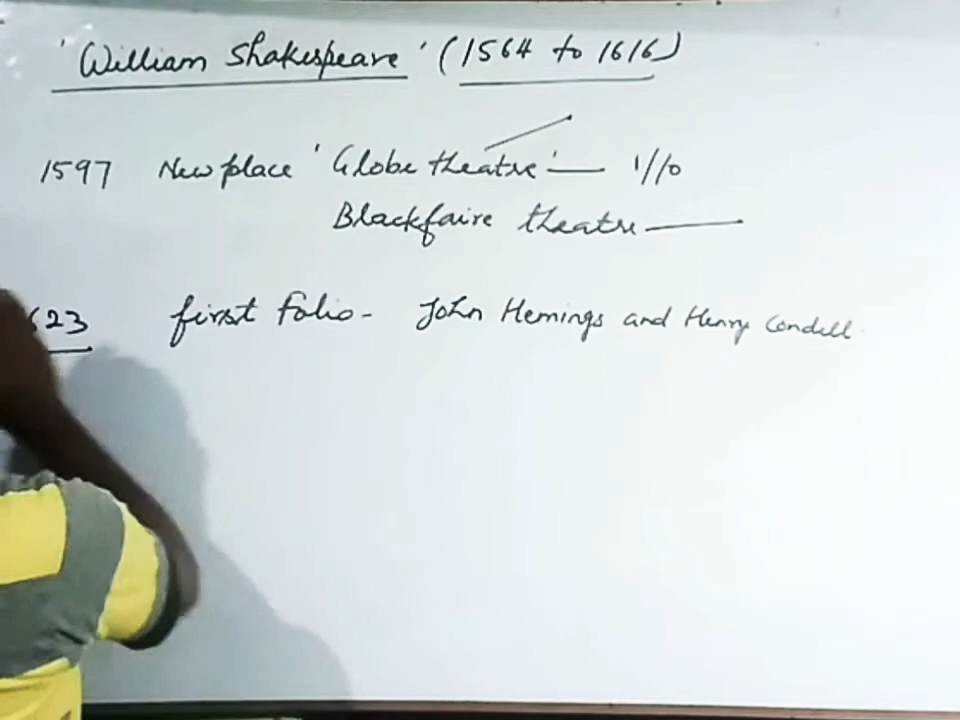 'William Shakespeare' (1564 to 1616)
1597 New place 'Globe theatre' — 1/10
Blackfaire theatre —
623 first folio - John Hemings and Henry Condell